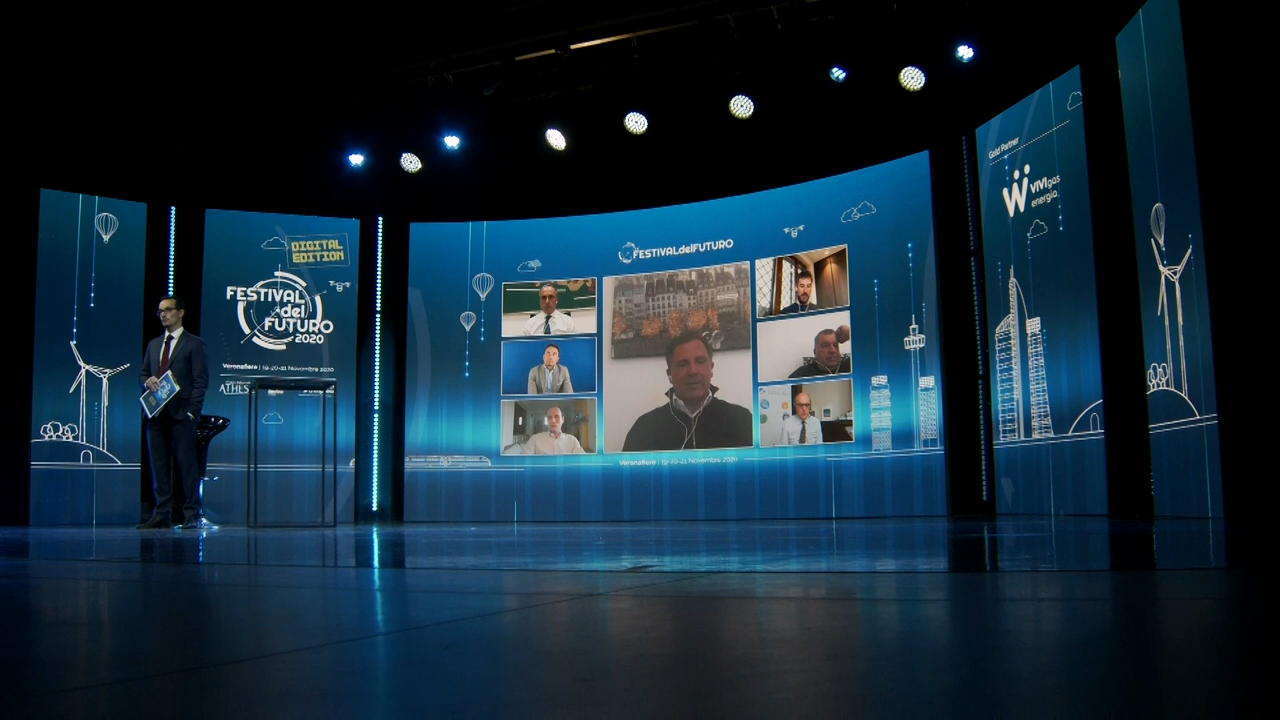 DIGITAL
EDITION
FESTIVAL
del
FUTURO
2020
Veronafiere | 19-20-21 Novembre 2020
FESTIVALdelFUTURO
Veronafiere | 19-20-21 Novembre 2020
Gold Partner
VIVIgas
energia